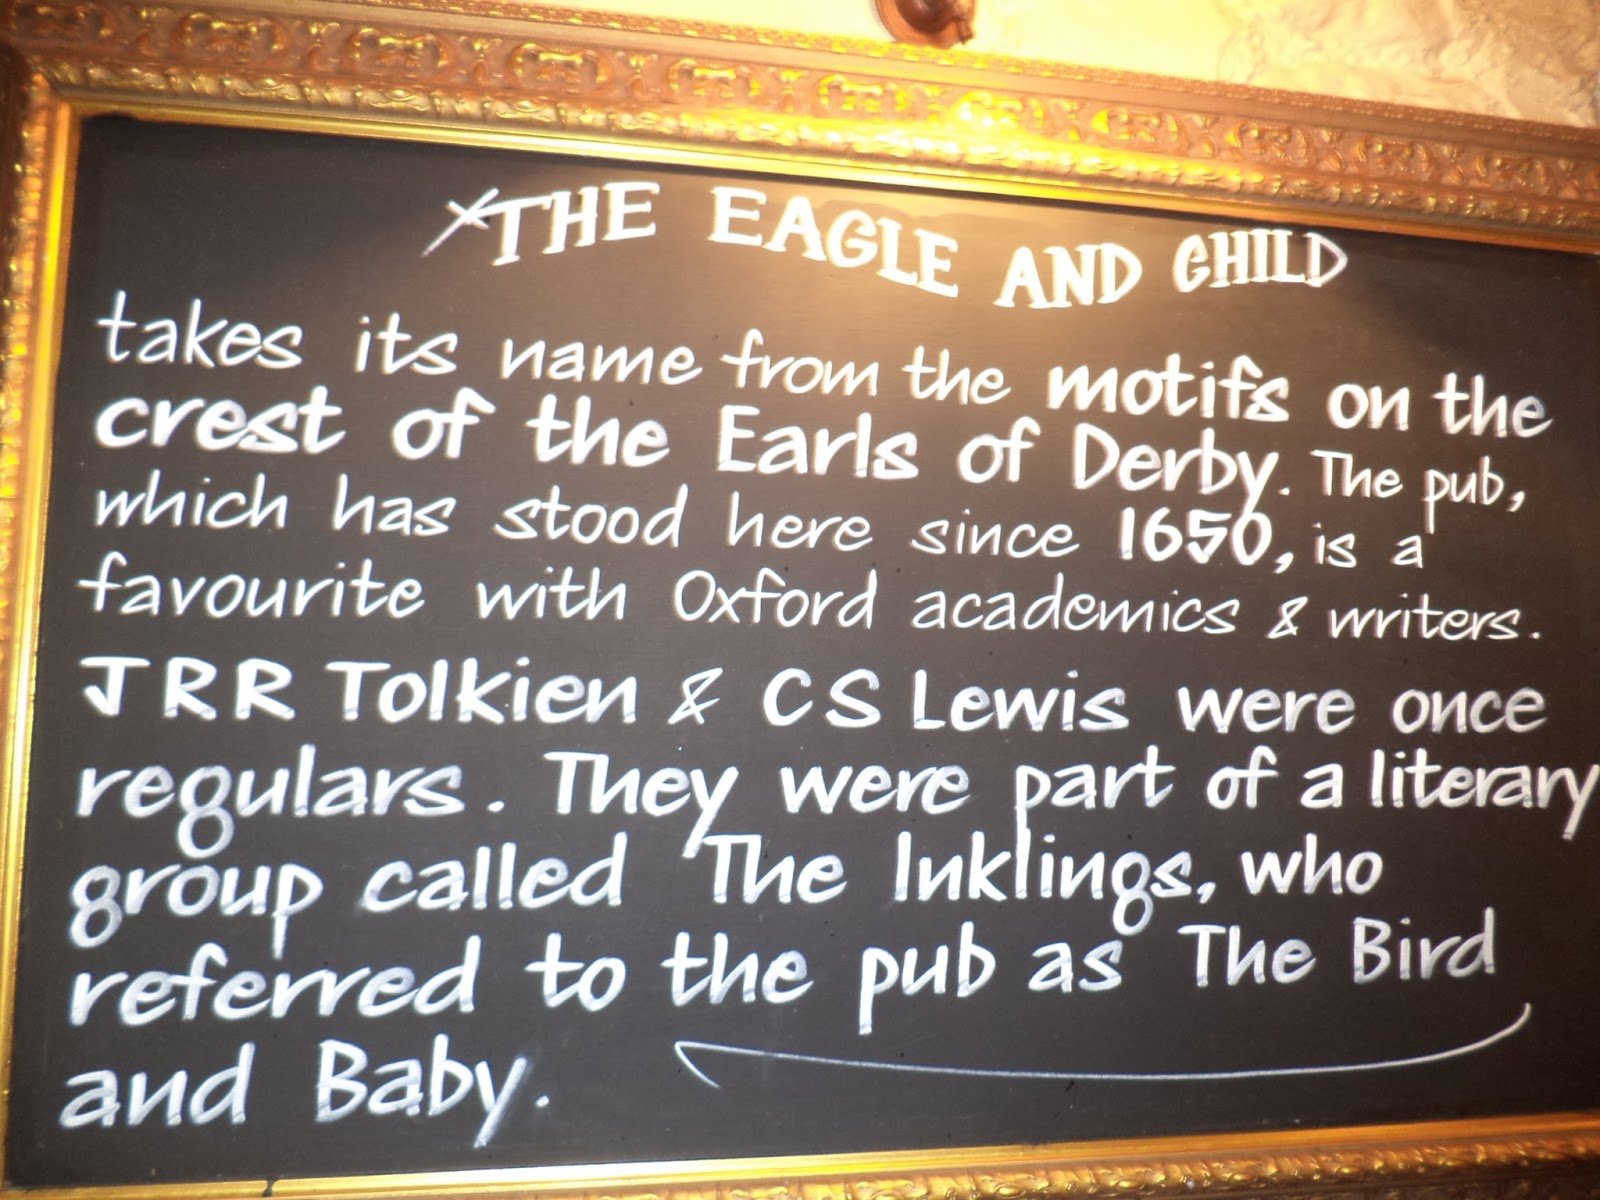 THE EAGLE AND CHILD
takes its name from the motifs on the
crest of the Earls of Derby. The pub,
which has stood here since 1650, is a
favourite with Oxford academics & writers.
JRR Tolkien & CS Lewis were once
regulars. They were part of a literary
group called The Inklings, who
referred to the pub as The Bird
and Baby.